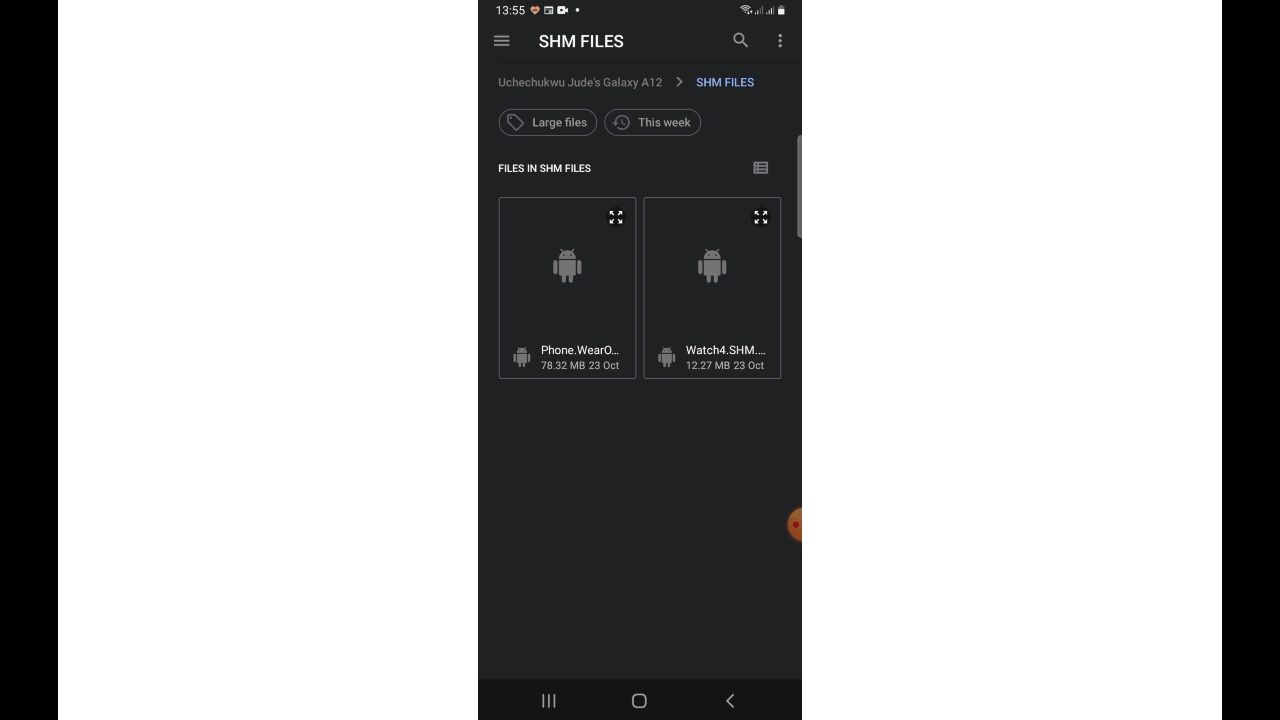 13:55
SHM FILES
Uchechukwu Jude's Galaxy A12 SHM FILES
Large files This week
FILES IN SHM FILES
Phone.WearO... Watch4.SHM....
78.32 MB 23 Oct 12.27 MB 23 Oct